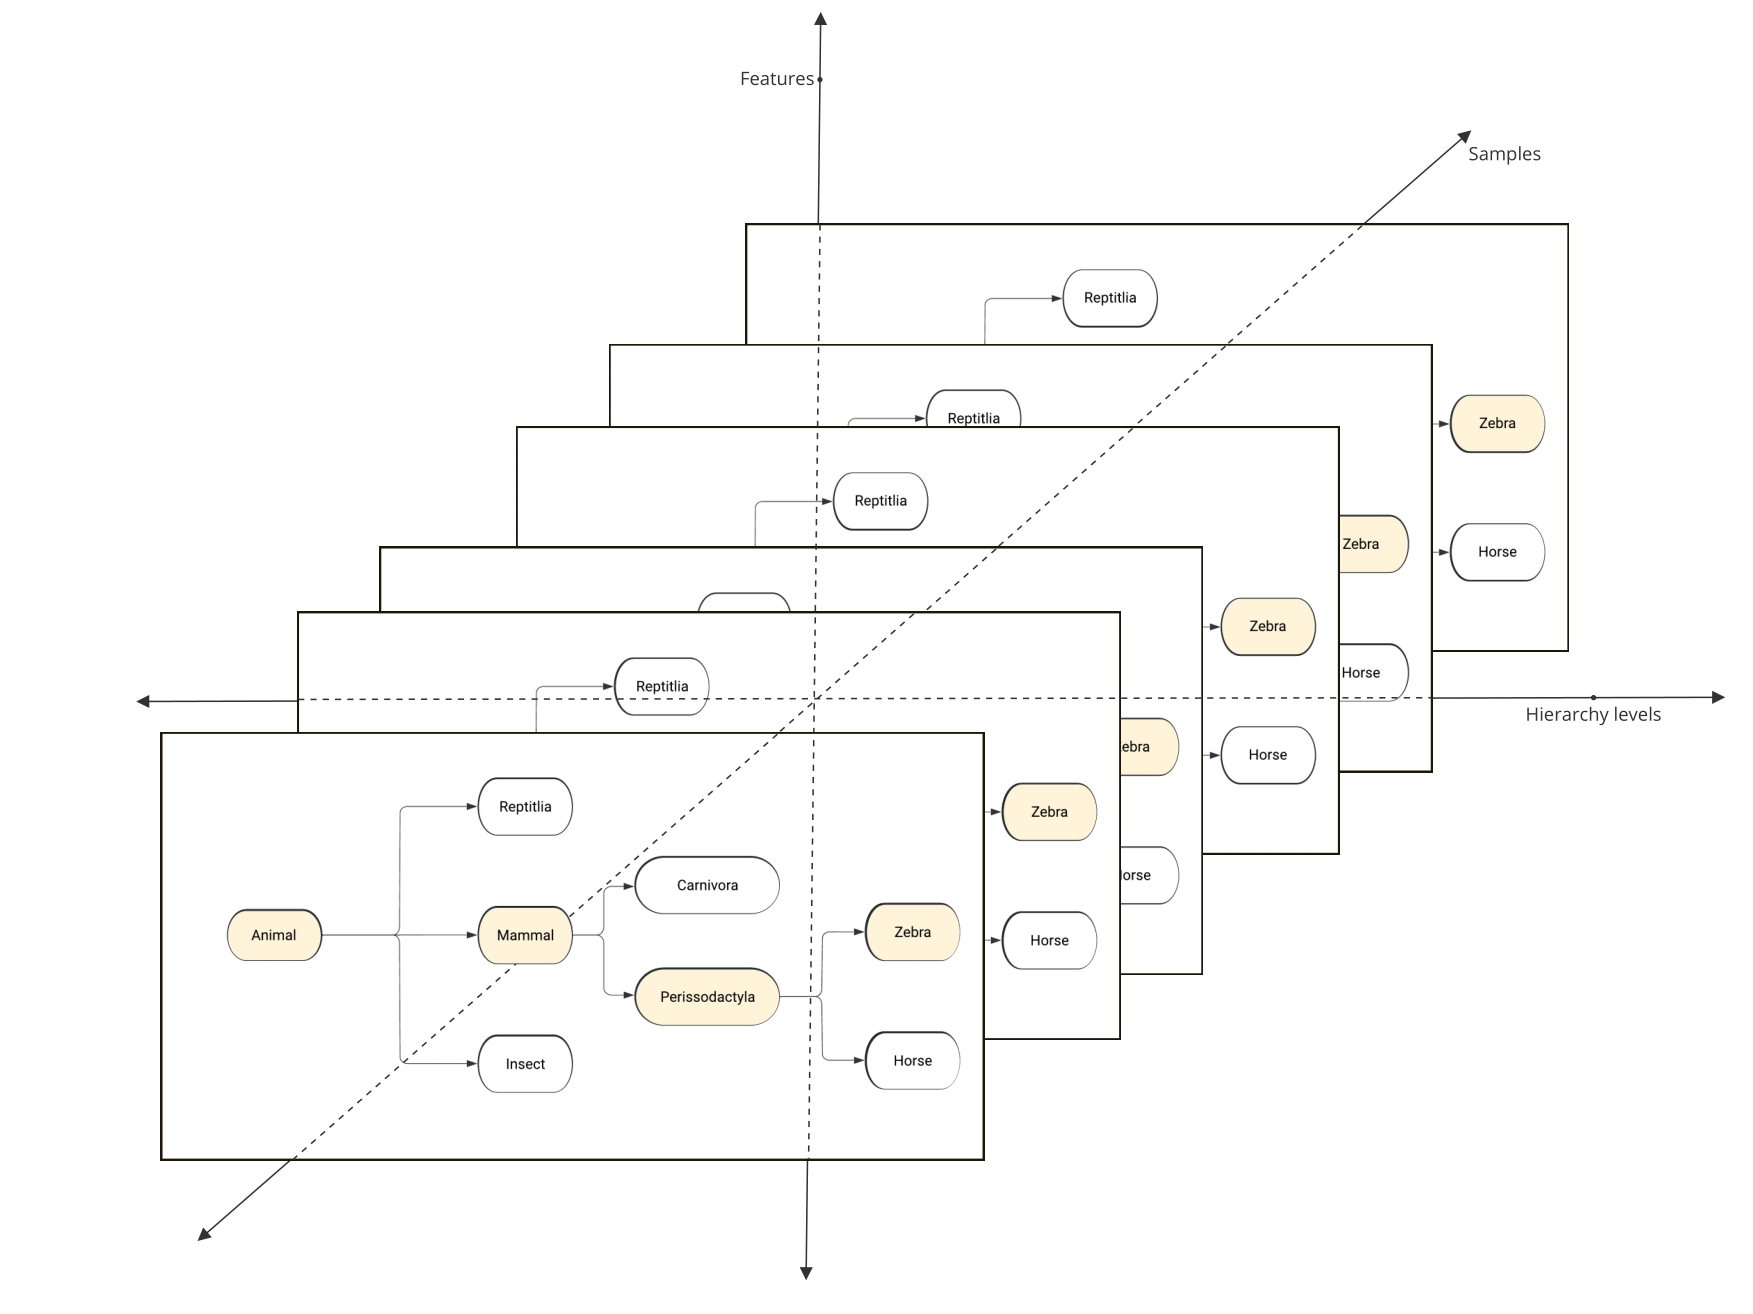 Features
Samples
Reptitlia
Reptitlia
Zebra
Reptitlia
Zebra
Horse
Zebra
Horse
Reptitlia
Hierarchy levels
ebra
Horse
Reptitlia
Zebra
Carnivora
orse
Animal
Mammal
Zebra
Horse
Perissodactyla
Insect
Horse